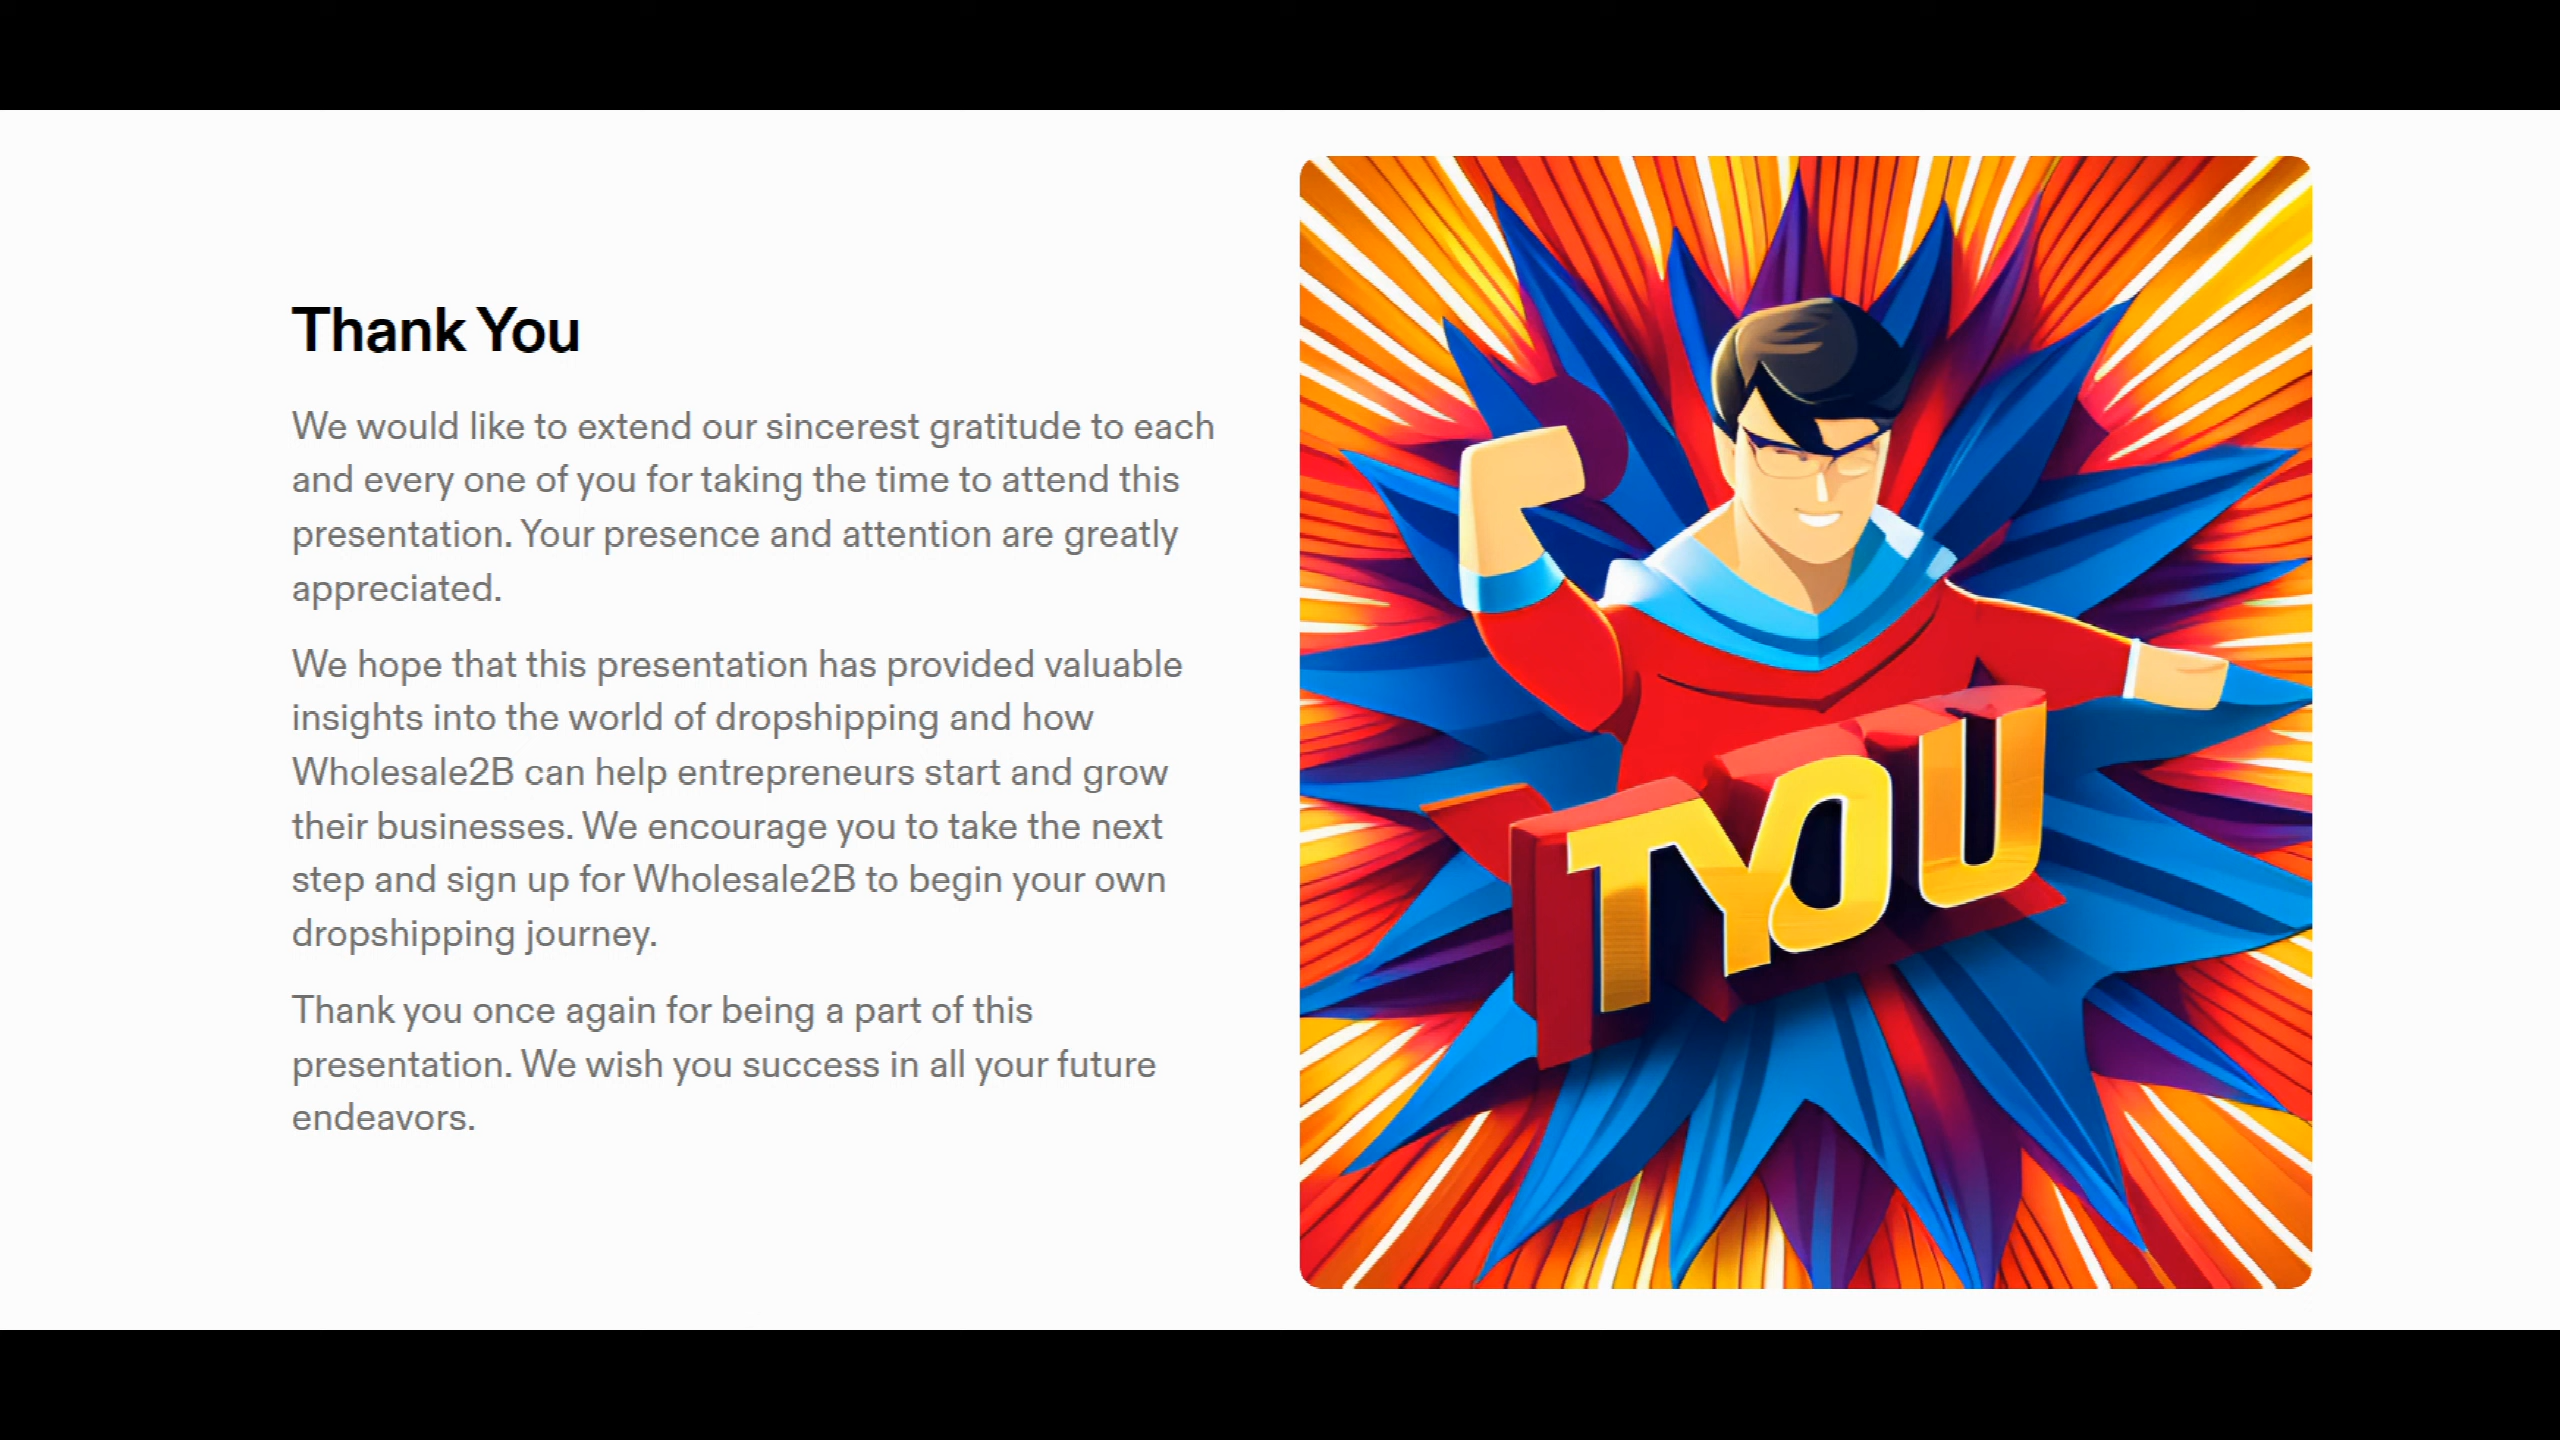 Thank You
We would like to extend our sincerest gratitude to each
and every one of you for taking the time to attend this
presentation. Your presence and attention are greatly
appreciated.
We hope that this presentation has provided valuable
insights into the world of dropshipping and how
Wholesale2B can help entrepreneurs start and grow
their businesses. We encourage you to take the next
step and sign up for Wholesale2B to begin your own
dropshipping journey.
Thank you once again for being a part of this
presentation. We wish you success in all your future
endeavors.
TYOU